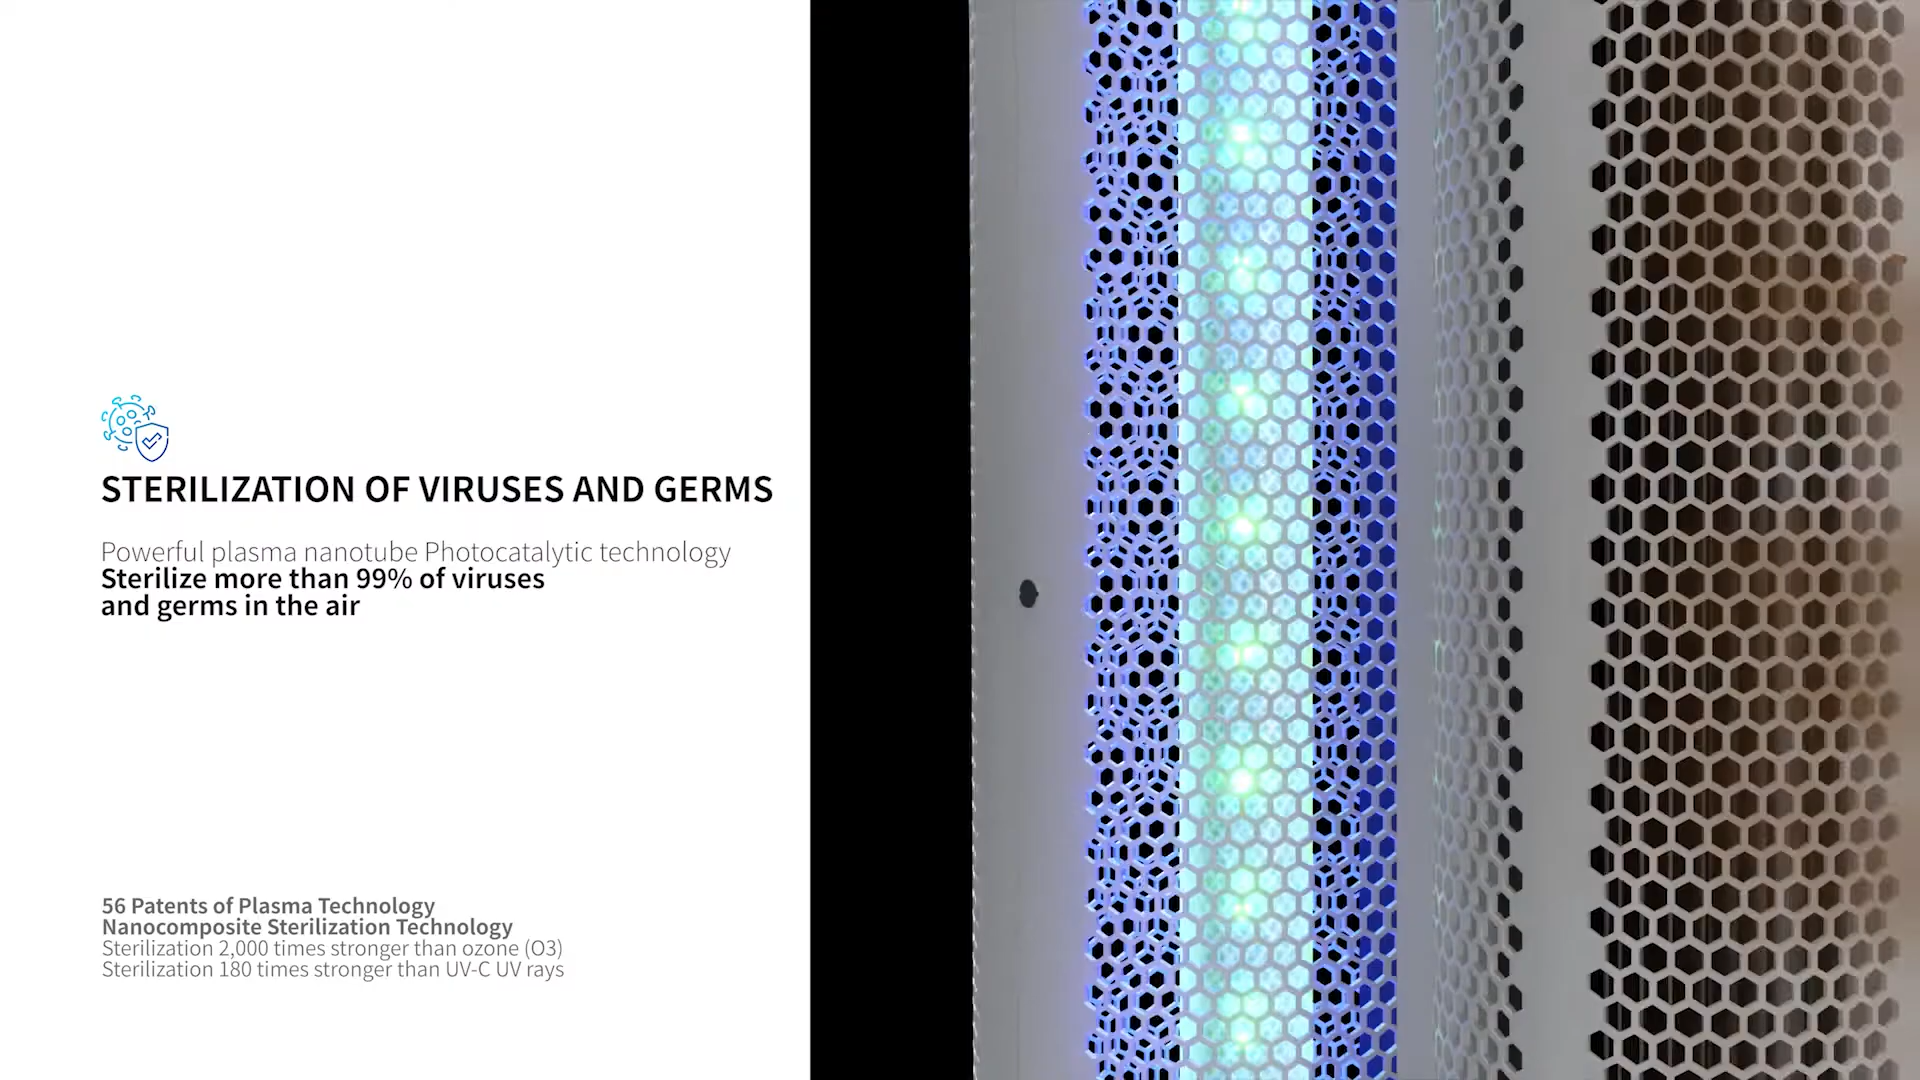 STERILIZATION OF VIRUSES AND GERMS
Powerful plasma nanotube Photocatalytic technology
Sterilize more than 99% of viruses
and germs in the air
56 Patents of Plasma Technology
Nanocomposite Sterilization Technology
Sterilization 2,000 times stronger than ozone (O3)
Sterilization 180 times stronger than UV-C UV rays